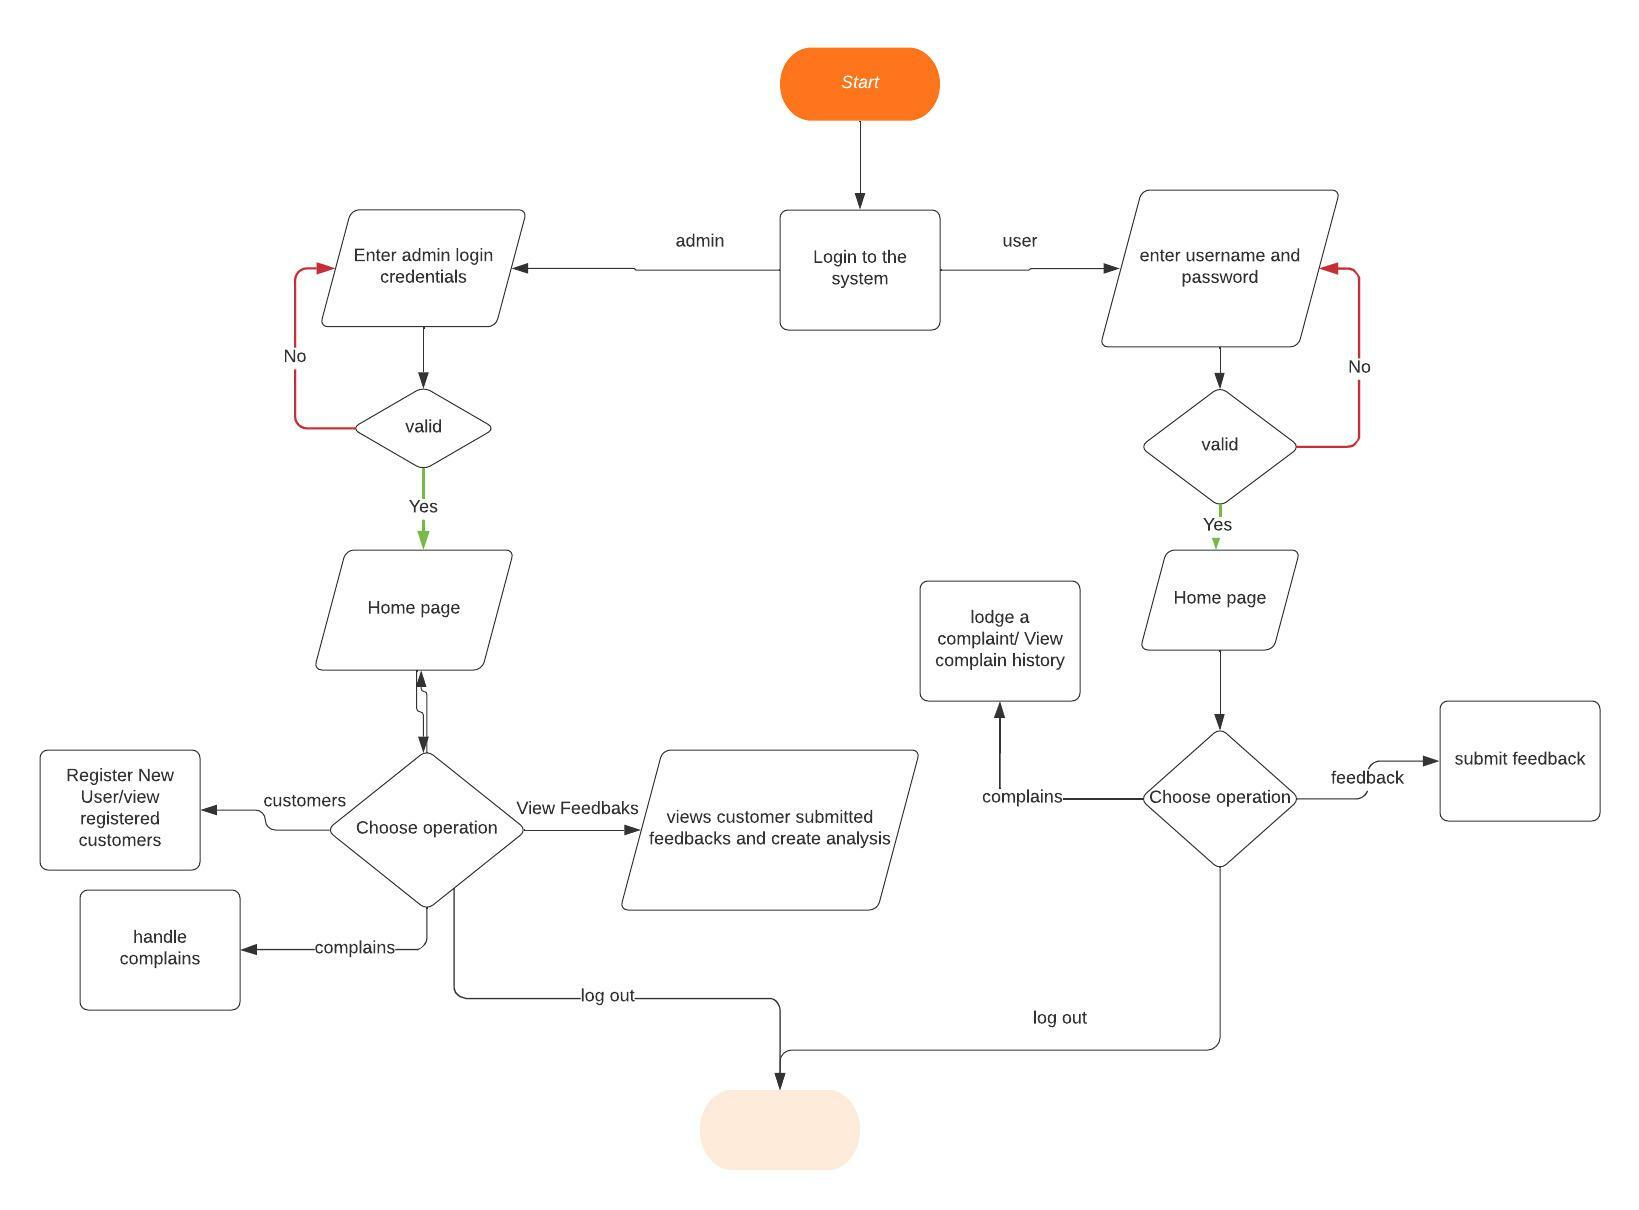 Start
Login to the
system
admin
user
Enter admin login
credentials
enter username and
password
No
No
valid
valid
Yes
Yes
Home page
Home page
lodge a
complaint/ View
complain history
Register New
User/view
registered
customers
customers
Choose operation
View Feedbaks
views customer submitted
feedbacks and create analysis
complains
Choose operation
feedback
submit feedback
handle
complains
complains
log out
log out